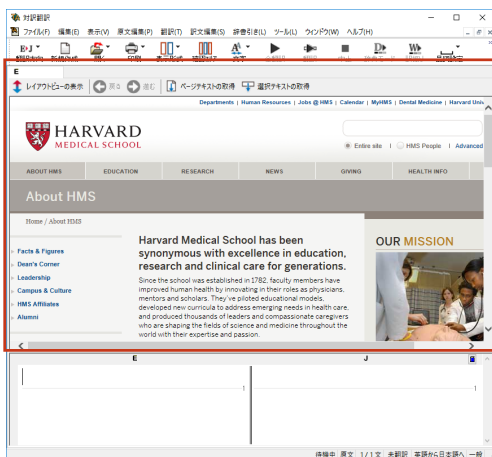 対訳翻訳
ファイル(F) 編集(E) 表示(V) 原文編集(P) 翻訳(T) 訳文編集(S) 辞書引き(L) ツール(U) ウィンドウ(W) ヘルプ(H)
E›J
E
レイアウトビューの表示 戻る 進む ページテキストの取得 選択テキストの取得
Departments | Human Resources | Jobs @ HMS | Calendar | MyHMS | Dental Medicine | Harvard Univ
HARVARD
MEDICAL SCHOOL
Entire site | HMS People | Advanced
ABOUT HMS EDUCATION RESEARCH NEWS GIVING HEALTH INFO
About HMS
Home / About HMS
Facts & Figures
Dean's Corner
Leadership
Campus & Culture
HMS Affiliates
Alumni
Harvard Medical School has been
synonymous with excellence in education,
research and clinical care for generations.
Since the school was established in 1782, faculty members have
improved human health by innovating in their roles as physicians,
mentors and scholars. They've piloted educational models,
developed new curricula to address emerging needs in health care,
and produced thousands of leaders and compassionate caregivers
who are shaping the fields of science and medicine throughout the
world with their expertise and passion.
OUR MISSION
E J
1 1
待機中 原文 1/1文 未翻訳 英語から日本語へ 一般